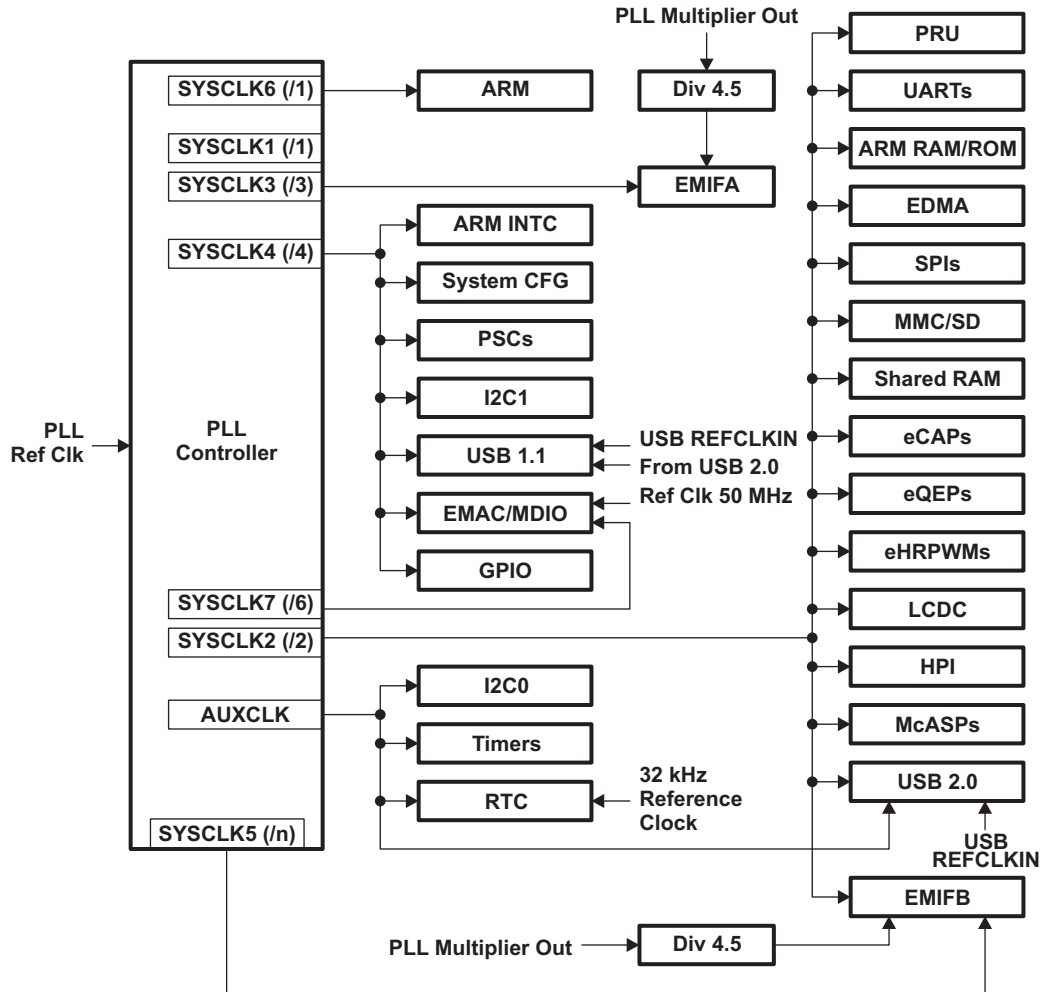 PLL Multiplier Out
PRU
SYSCLK6 (/1)
ARM
Div 4.5
UARTs
SYSCLK1 (/1)
ARM RAM/ROM
SYSCLK3 (/3)
EMIFA
EDMA
ARM INTC
SYSCLK4 (/4)
SPIs
System CFG
MMC/SD
PSCs
Shared RAM
I2C1
PLL
Ref Clk
PLL
Controller
eCAPs
USB 1.1
USB REFCLKIN
From USB 2.0
eQEPs
EMAC/MDIO
Ref Clk 50 MHz
eHRPWMs
GPIO
SYSCLK7 (/6)
LCDC
SYSCLK2 (/2)
HPI
I2C0
AUXCLK
McASPs
Timers
USB 2.0
RTC
32 kHz
Reference
Clock
SYSCLK5 (/n)
USB
REFCLKIN
EMIFB
PLL Multiplier Out
Div 4.5